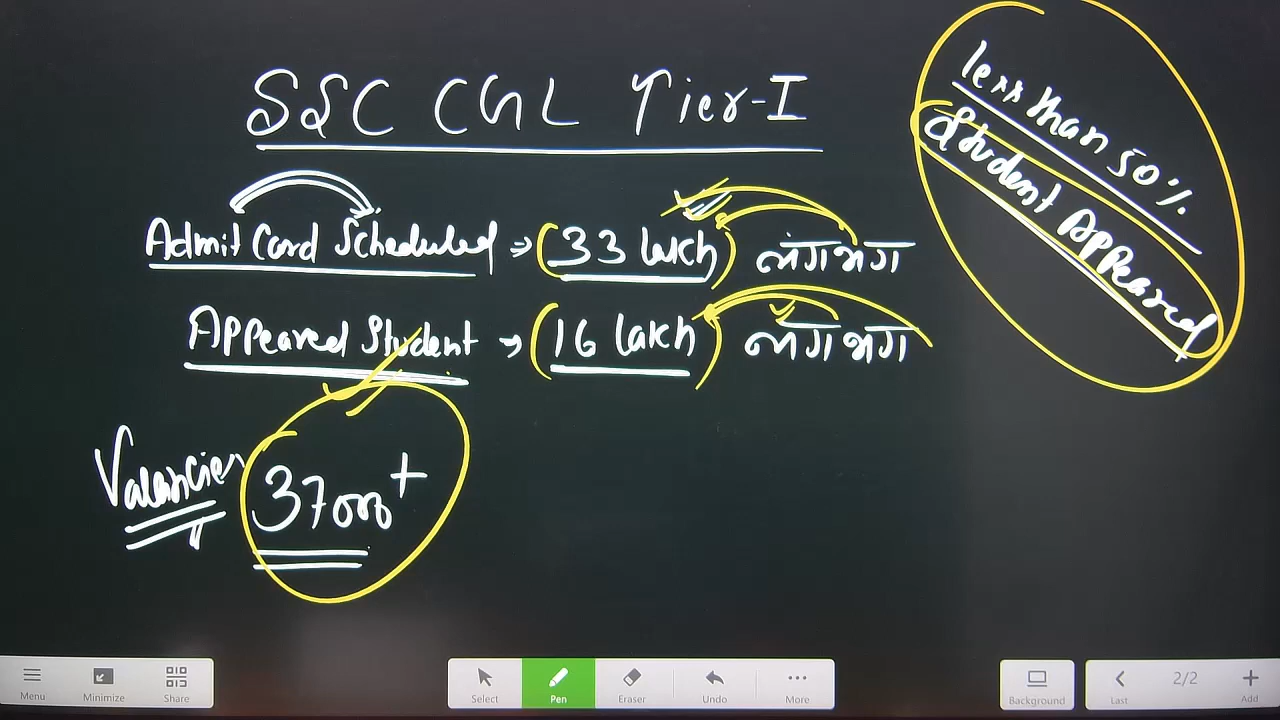 SSC CGL Tier-I
less than 50%
Student Appeared
Admit Card Scheduled ⇒ (33 lakh) लगभग
Appeared Student → (16 lakh) लगभग
Vacancies 37000+
Menu Minimize Share Select Pen Eraser Undo More Background Last 2/2 Add